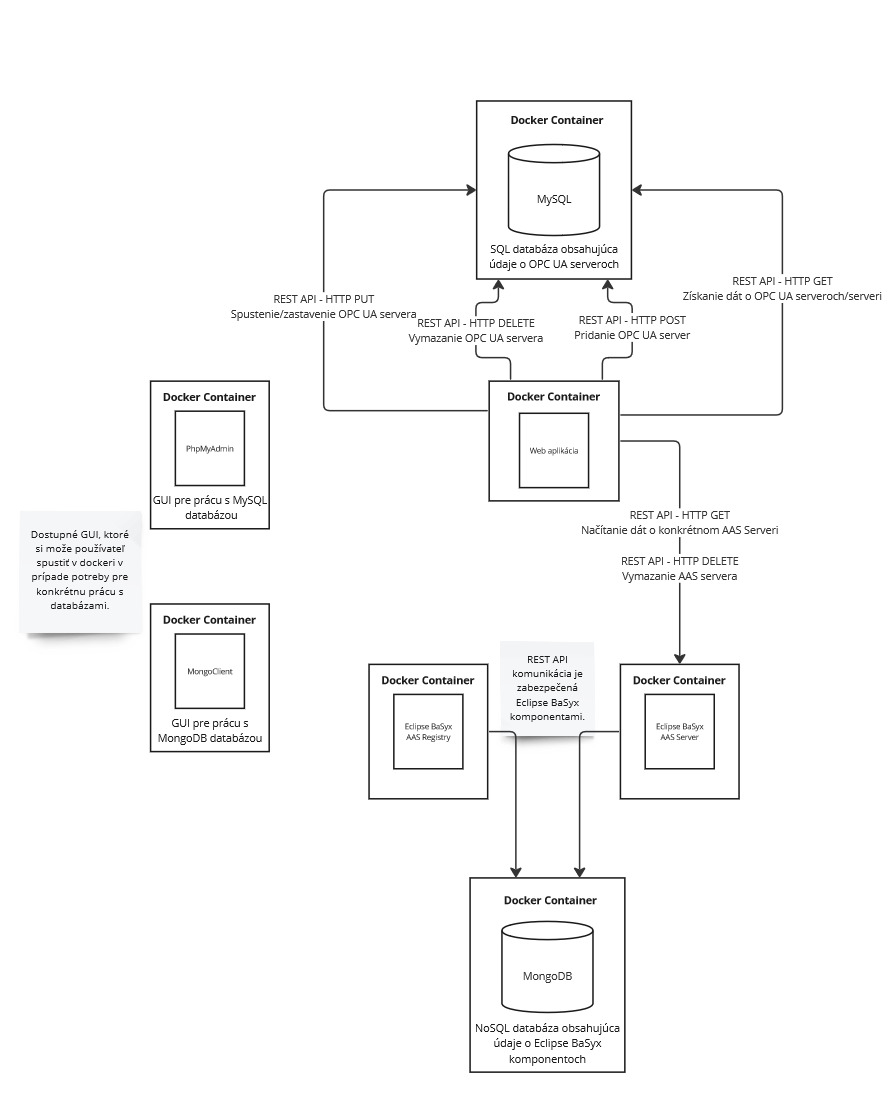 Docker Container
MySQL
SQL databáza obsahujúca
údaje o OPC UA serveroch
REST API - HTTP GET
Získanie dát o OPC UA serveroch/serveri
REST API - HTTP PUT
Spustenie/zastavenie OPC UA servera
REST API - HTTP DELETE
Vymazanie OPC UA servera
REST API - HTTP POST
Pridanie OPC UA server
Docker Container
PhpMyAdmin
GUI pre prácu s MySQL
databázou
Docker Container
Web aplikácia
REST API - HTTP GET
Načítanie dát o konkrétnom AAS Serveri
REST API - HTTP DELETE
Vymazanie AAS servera
Dostupné GUI, ktoré
si može používateľ
spustiť v dockeri v
prípade potreby pre
konkrétnu prácu s
databázami.
Docker Container
MongoClient
GUI pre prácu s
MongoDB databázou
Docker Container
Eclipse BaSyx
AAS Registry
REST API
komunikácia je
zabezpečená
Eclipse BaSyx
komponentami.
Docker Container
Eclipse BaSyx
AAS Server
Docker Container
MongoDB
NoSQL databáza obsahujúca
údaje o Eclipse BaSyx
komponentoch